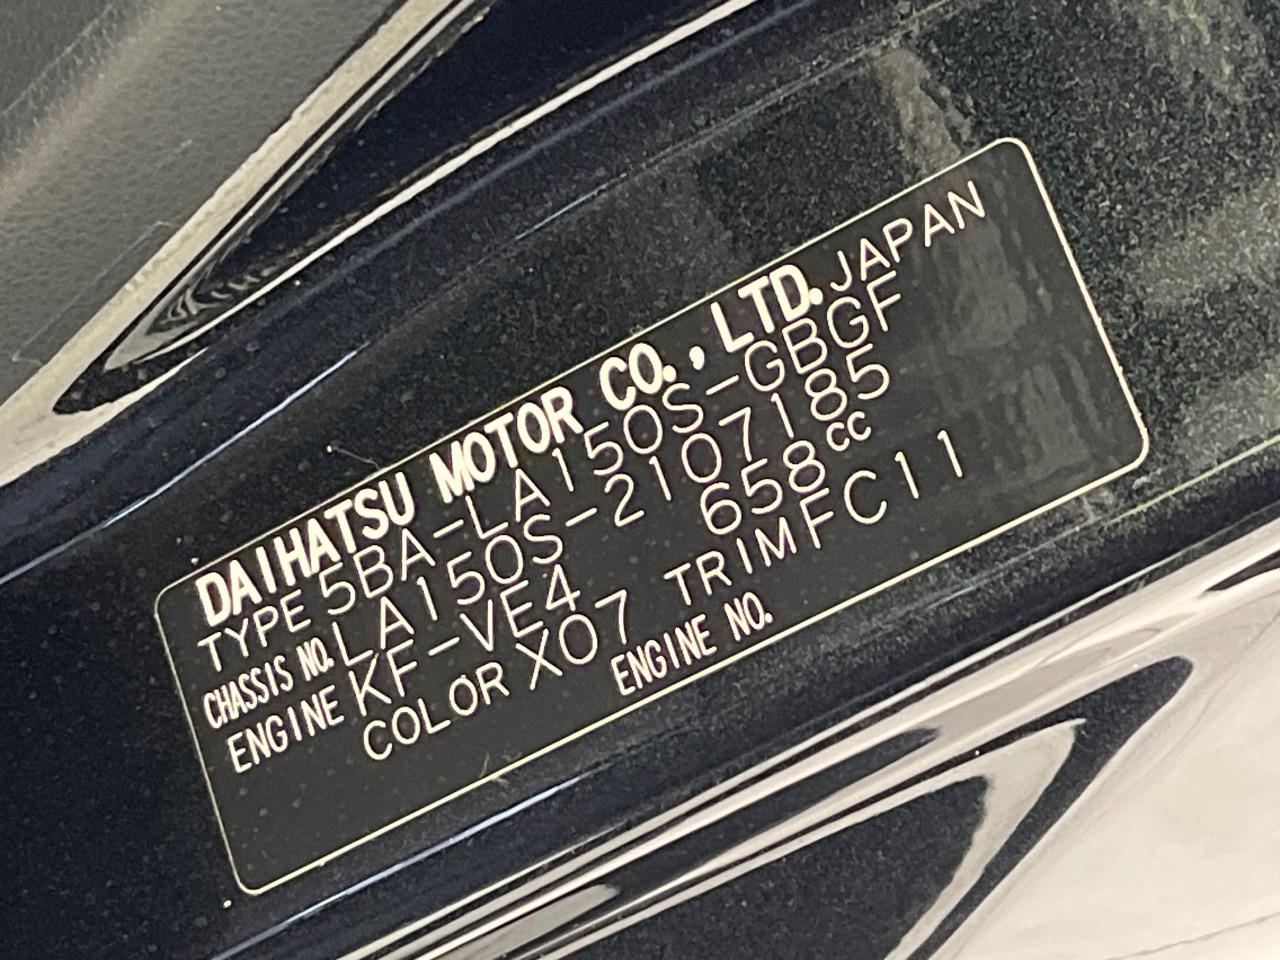 DAIHATSU MOTOR CO., LTD. JAPAN
TYPE 5BA-LA150S-GBGF
CHASSIS NO. LA150S-2107185
ENGINE KF-VE4 658cc
COLOR X07 TRIM FC11
ENGINE NO.